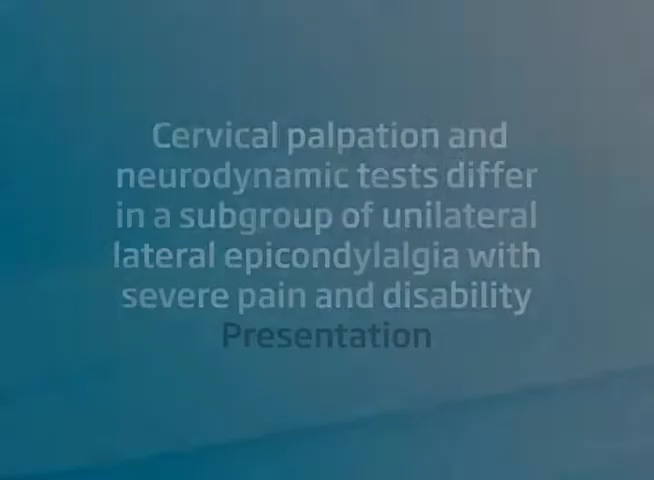 Cervical palpation and
neurodynamic tests differ
in a subgroup of unilateral
lateral epicondylalgia with
severe pain and disability
Presentation